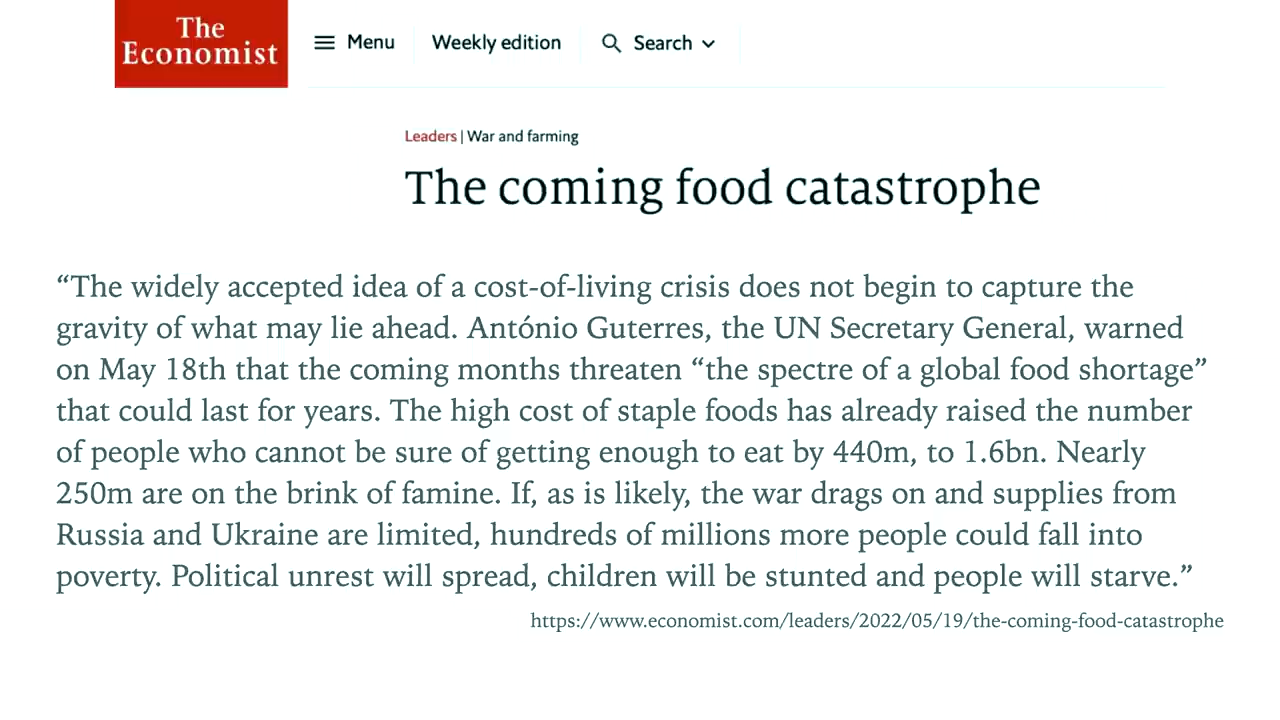 The
Economist
Menu
Weekly edition
Search
Leaders | War and farming
The coming food catastrophe
“The widely accepted idea of a cost-of-living crisis does not begin to capture the
gravity of what may lie ahead. António Guterres, the UN Secretary General, warned
on May 18th that the coming months threaten “the spectre of a global food shortage”
that could last for years. The high cost of staple foods has already raised the number
of people who cannot be sure of getting enough to eat by 440m, to 1.6bn. Nearly
250m are on the brink of famine. If, as is likely, the war drags on and supplies from
Russia and Ukraine are limited, hundreds of millions more people could fall into
poverty. Political unrest will spread, children will be stunted and people will starve.”
https://www.economist.com/leaders/2022/05/19/the-coming-food-catastrophe